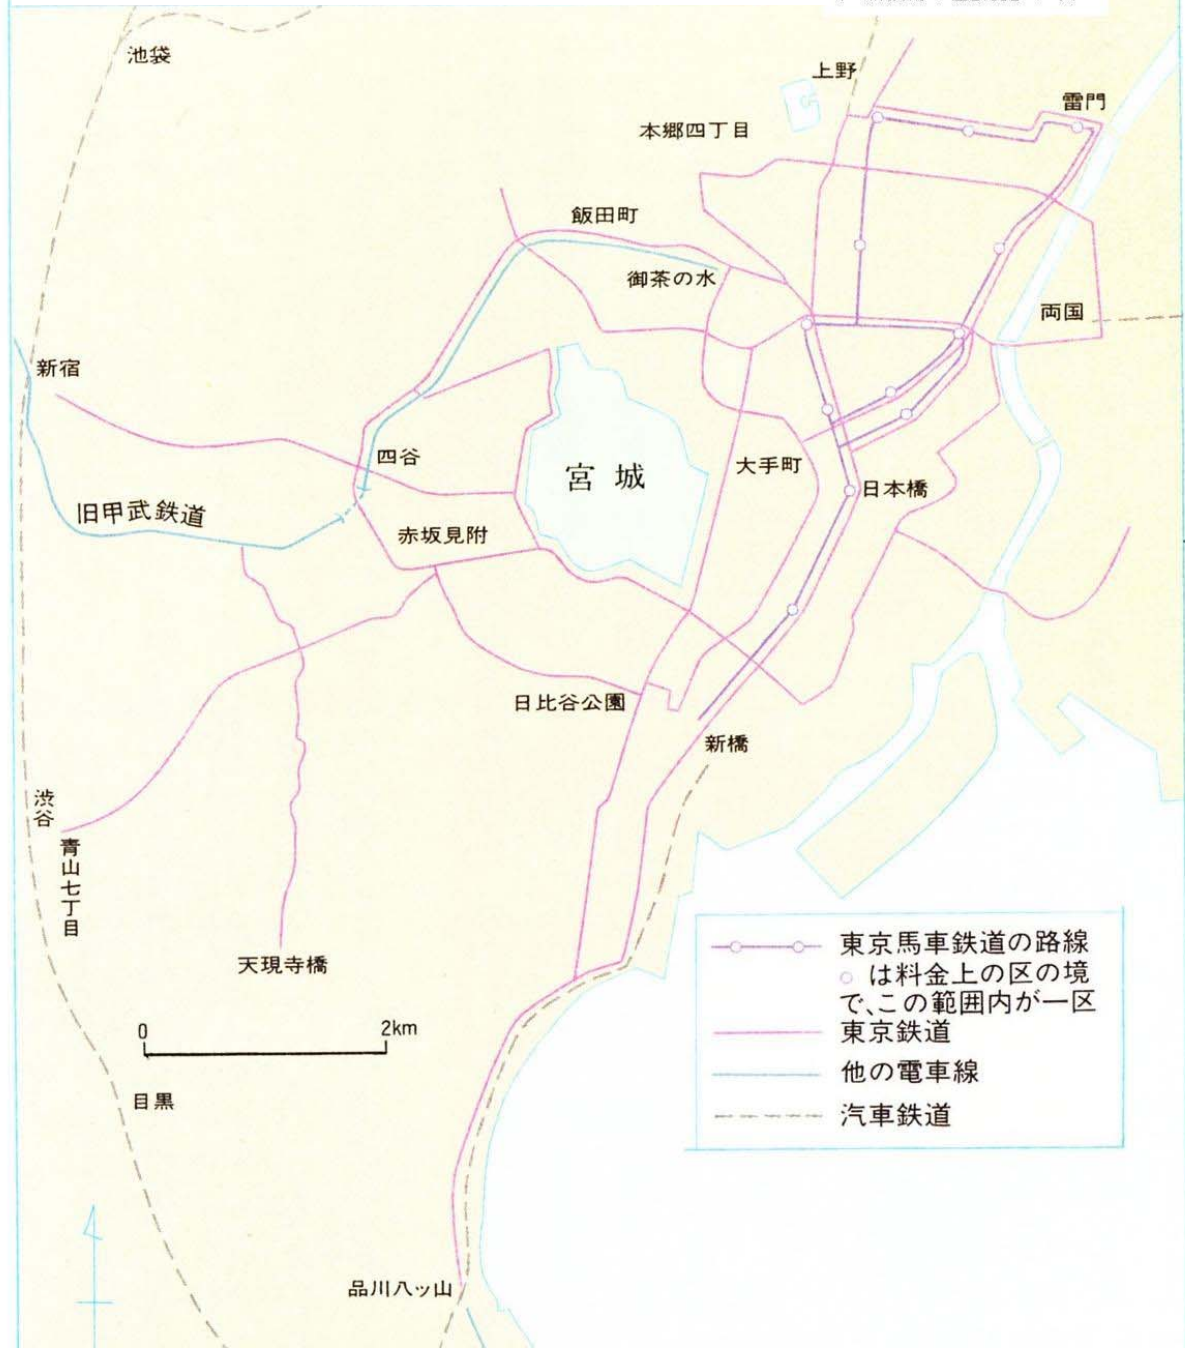 池袋
上野
雷門
本郷四丁目
飯田町
御茶の水
両国
新宿
四谷
宮城
大手町
日本橋
旧甲武鉄道
赤坂見附
日比谷公園
新橋
渋谷
青山七丁目
天現寺橋
0 2km
目黒
品川八ッ山
東京馬車鉄道の路線
○ は料金上の区の境
で、この範囲内が一区
東京鉄道
他の電車線
汽車鉄道